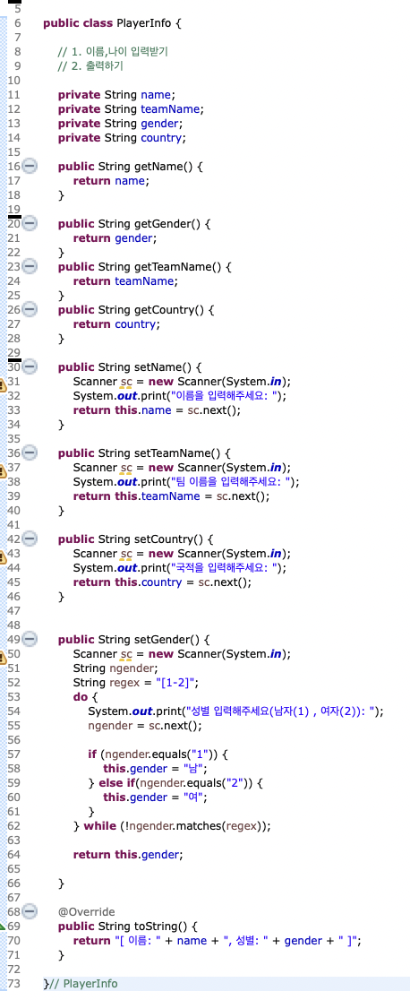 5
6 public class PlayerInfo {
7
8 // 1. 이름,나이 입력받기
9 // 2. 출력하기
10
11 private String name;
12 private String teamName;
13 private String gender;
14 private String country;
15
16 public String getName() {
17 return name;
18 }
19
20 public String getGender() {
21 return gender;
22 }
23 public String getTeamName() {
24 return teamName;
25 }
26 public String getCountry() {
27 return country;
28 }
29
30 public String setName() {
31 Scanner sc = new Scanner(System.in);
32 System.out.print("이름을 입력해주세요: ");
33 return this.name = sc.next();
34 }
35
36 public String setTeamName() {
37 Scanner sc = new Scanner(System.in);
38 System.out.print("팀 이름을 입력해주세요: ");
39 return this.teamName = sc.next();
40 }
41
42 public String setCountry() {
43 Scanner sc = new Scanner(System.in);
44 System.out.print("국적을 입력해주세요: ");
45 return this.country = sc.next();
46 }
47
48
49 public String setGender() {
50 Scanner sc = new Scanner(System.in);
51 String ngender;
52 String regex = "[1-2]";
53 do {
54 System.out.print("성별 입력해주세요(남자(1) , 여자(2)): ");
55 ngender = sc.next();
56
57 if (ngender.equals("1")) {
58 this.gender = "남";
59 } else if(ngender.equals("2")) {
60 this.gender = "여";
61 }
62 } while (!ngender.matches(regex));
63
64 return this.gender;
65
66 }
67
68 @Override
69 public String toString() {
70 return "[ 이름: " + name + ", 성별: " + gender + " ]";
71 }
72
73 }// PlayerInfo